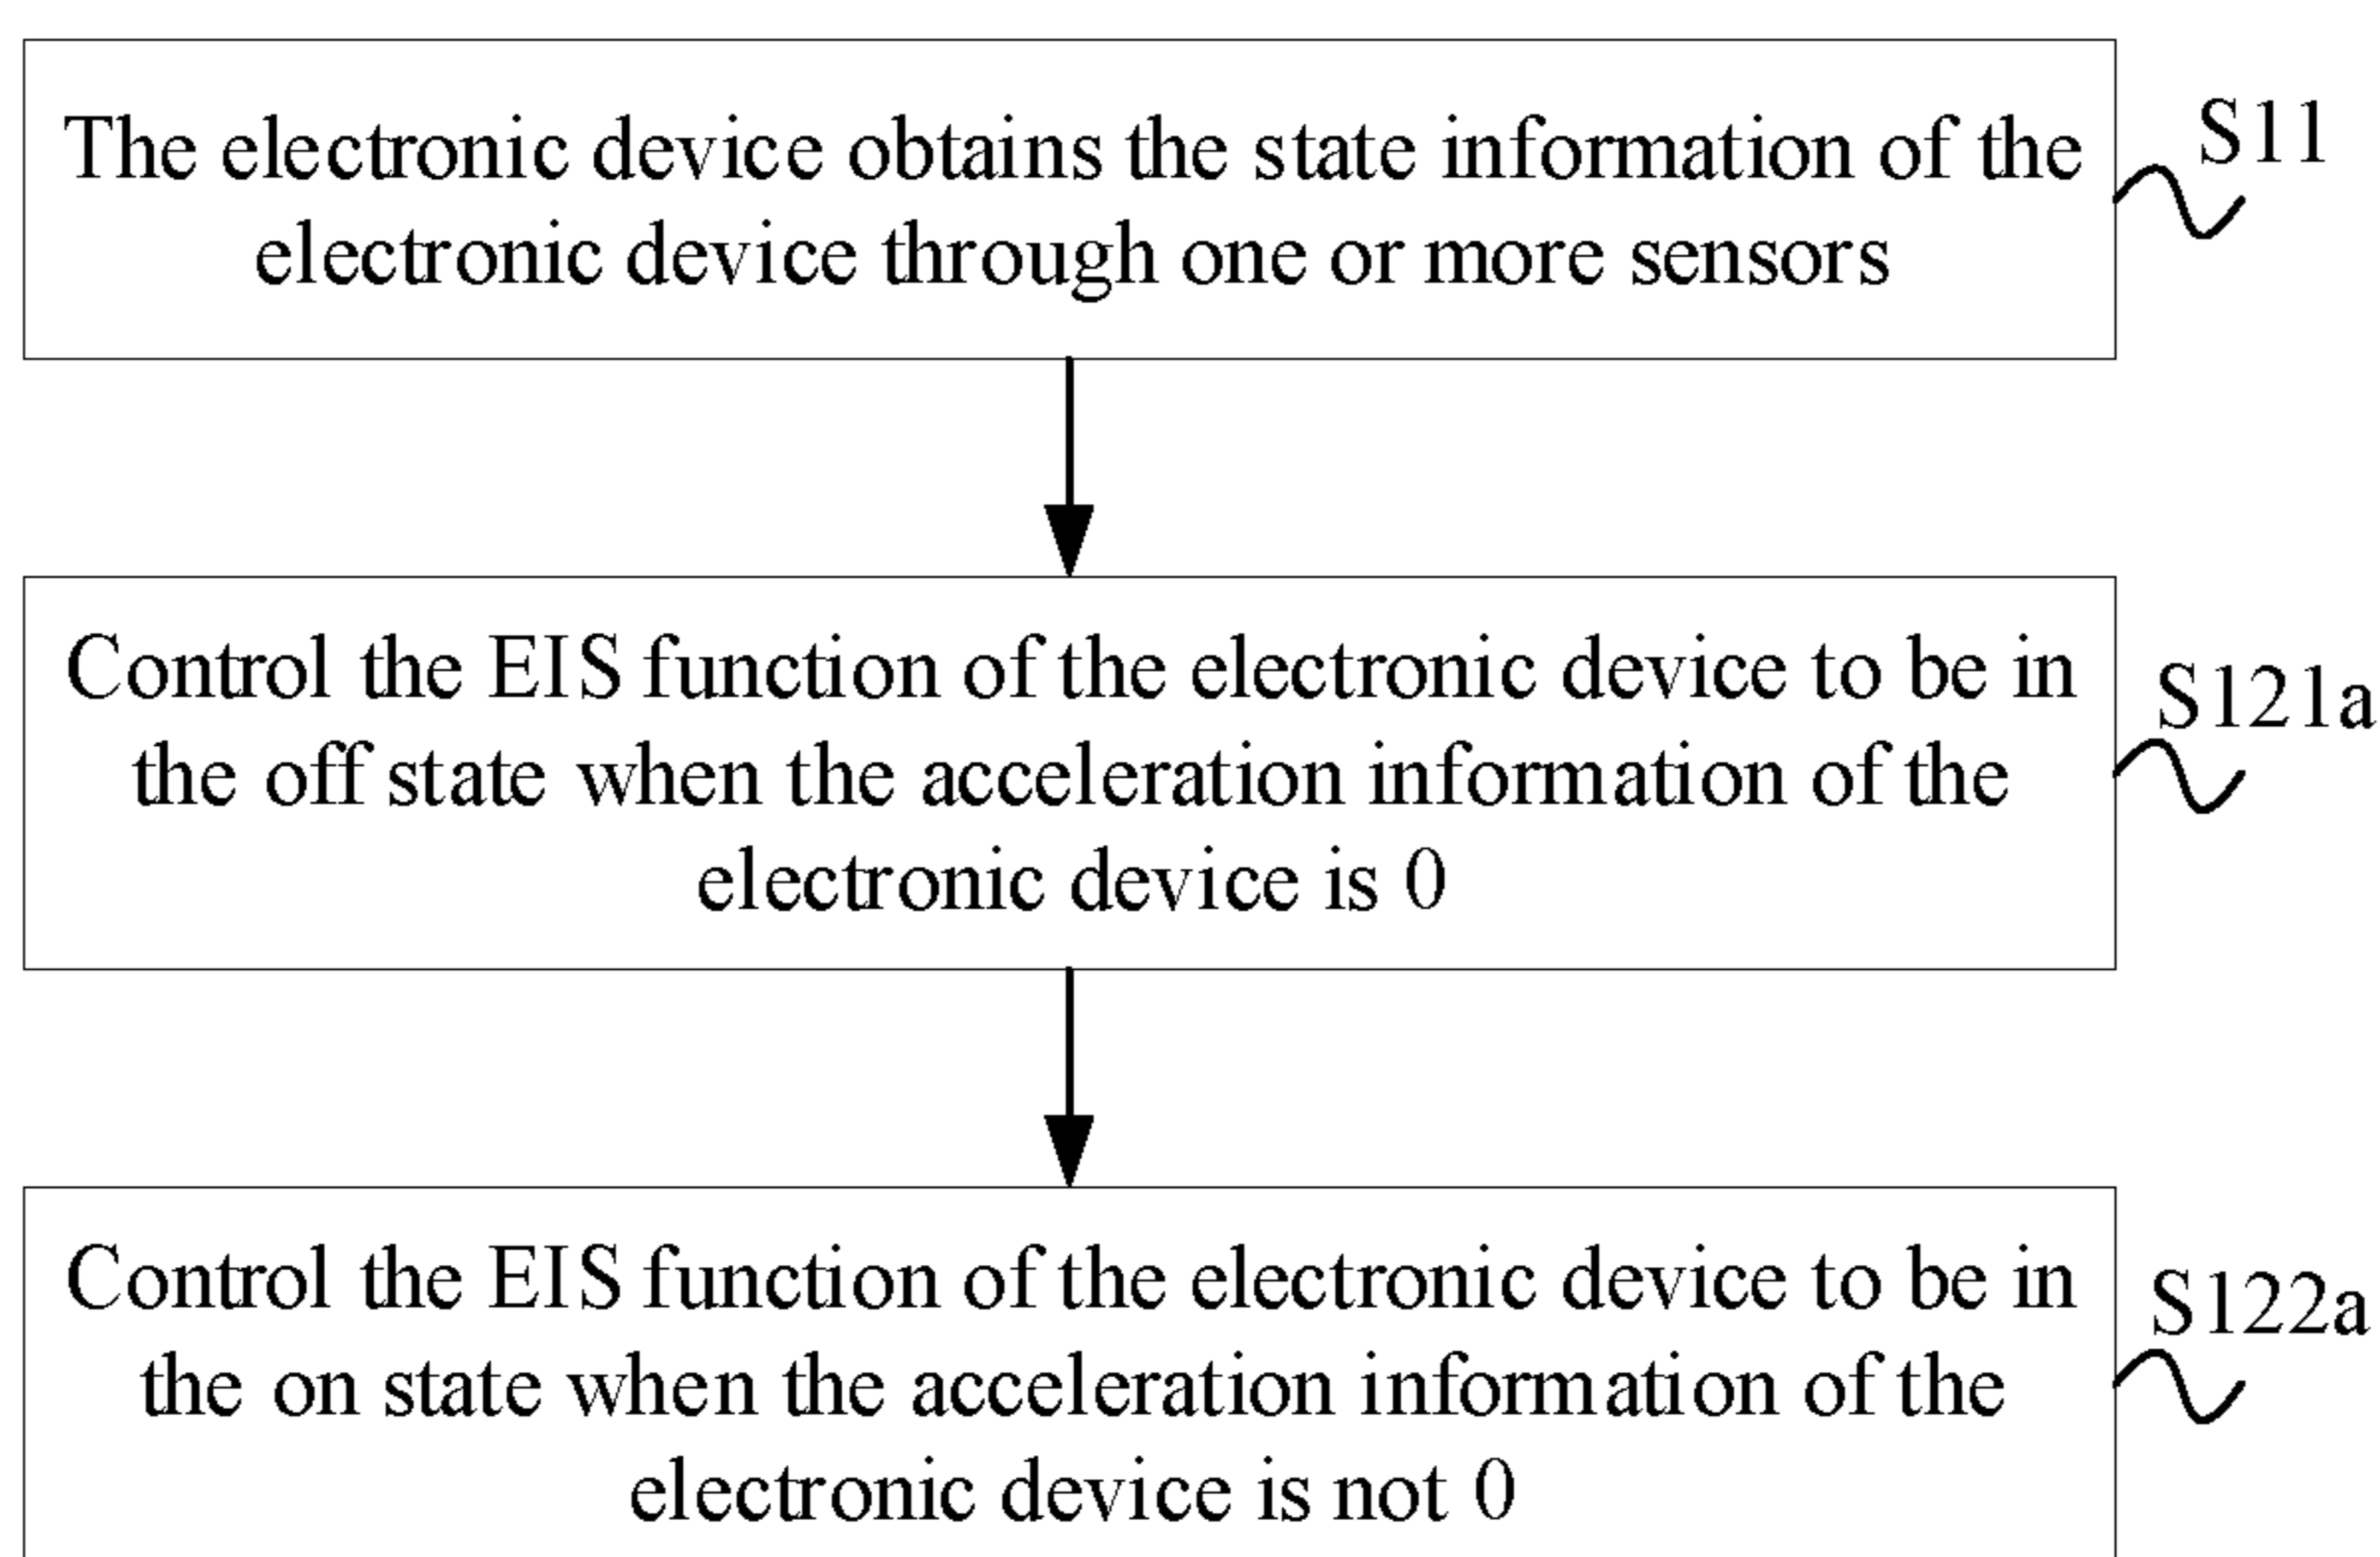 The electronic device obtains the state information of the
electronic device through one or more sensors
S11
Control the EIS function of the electronic device to be in
the off state when the acceleration information of the
electronic device is 0
S121a
Control the EIS function of the electronic device to be in
the on state when the acceleration information of the
electronic device is not 0
S122a